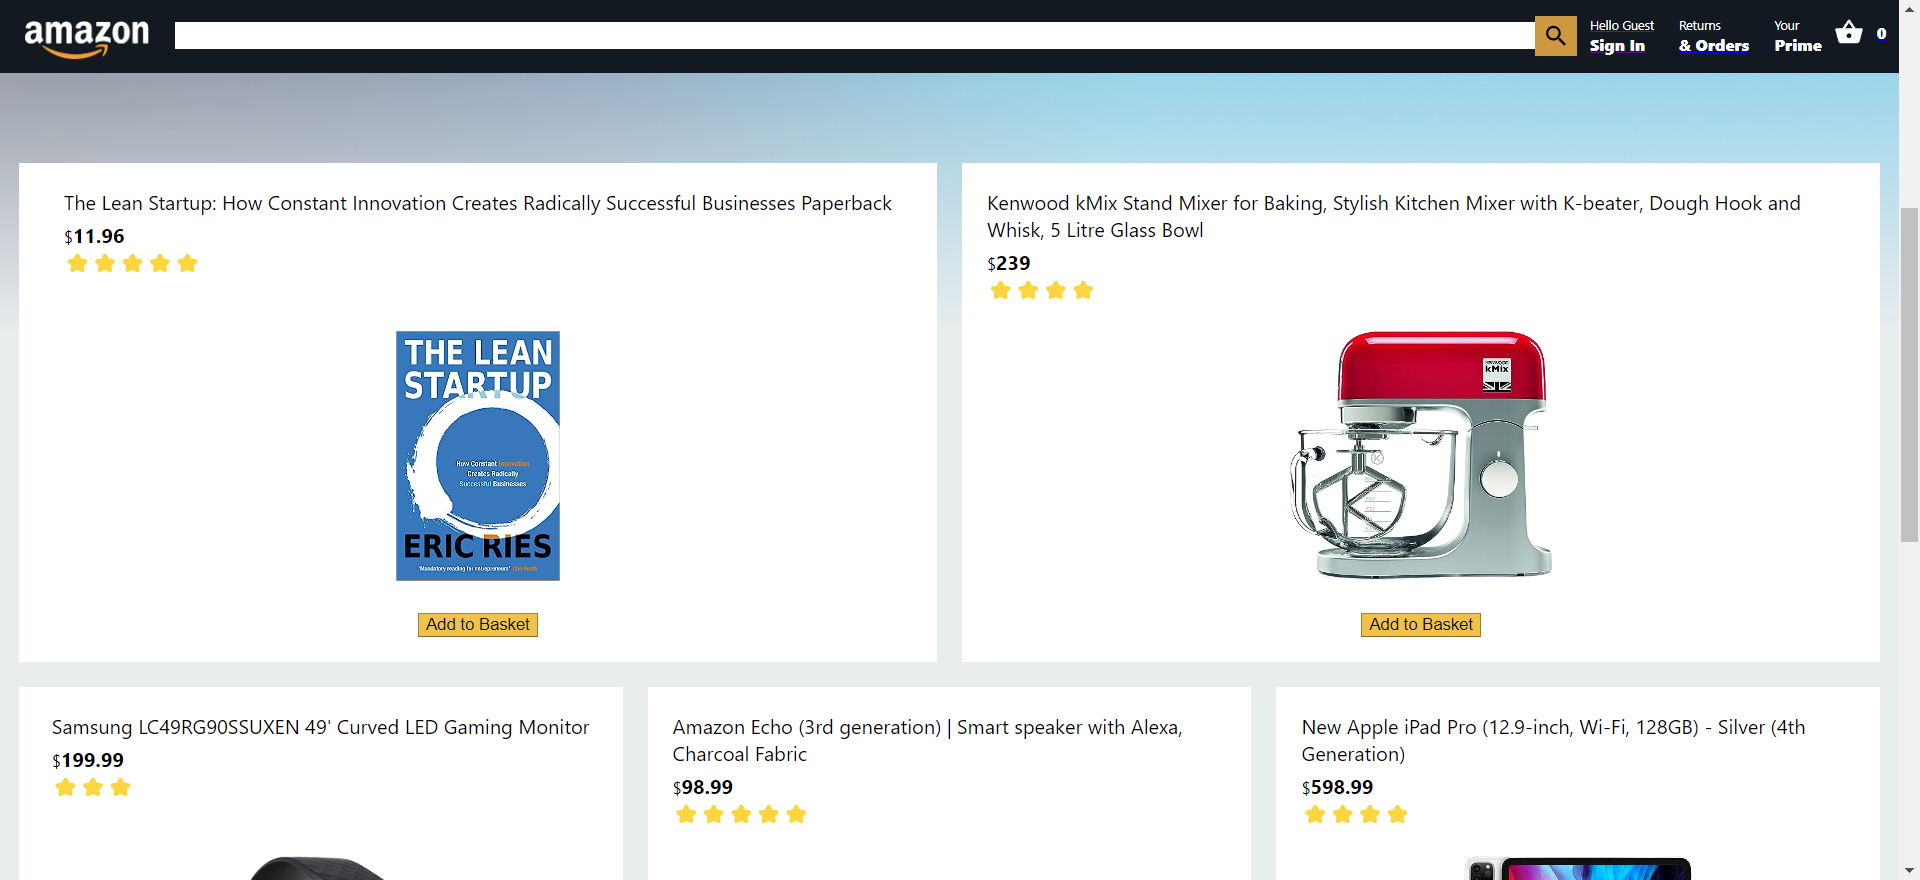 amazon
Hello Guest
Sign In
Returns
& Orders
Your
Prime
0
The Lean Startup: How Constant Innovation Creates Radically Successful Businesses Paperback
$11.96
THE LEAN
STARTUP
How Constant Innovation
Creates Radically
Successful Businesses
ERIC RIES
'Mandatory reading for entrepreneurs' Dan Heath
Add to Basket
Kenwood kMix Stand Mixer for Baking, Stylish Kitchen Mixer with K-beater, Dough Hook and
Whisk, 5 Litre Glass Bowl
$239
KENWOOD
kMix
K
Add to Basket
Samsung LC49RG90SSUXEN 49' Curved LED Gaming Monitor
$199.99
Amazon Echo (3rd generation) | Smart speaker with Alexa,
Charcoal Fabric
$98.99
New Apple iPad Pro (12.9-inch, Wi-Fi, 128GB) - Silver (4th
Generation)
$598.99